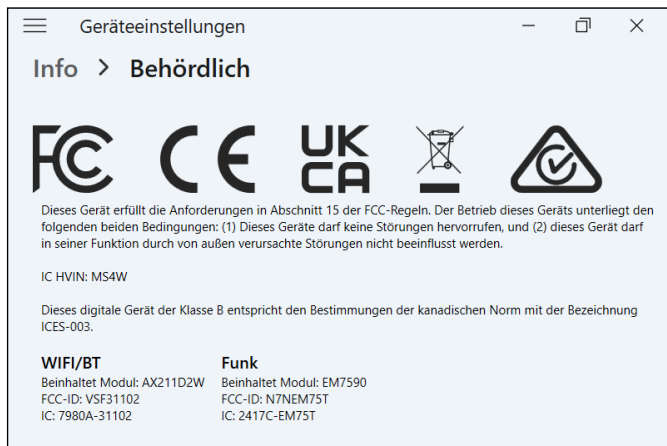 Geräteeinstellungen
Info > Behördlich
FC CE UK CA
Dieses Gerät erfüllt die Anforderungen in Abschnitt 15 der FCC-Regeln. Der Betrieb dieses Geräts unterliegt den
folgenden beiden Bedingungen: (1) Dieses Geräte darf keine Störungen hervorrufen, und (2) dieses Gerät darf
in seiner Funktion durch von außen verursachte Störungen nicht beeinflusst werden.
IC HVIN: MS4W
Dieses digitale Gerät der Klasse B entspricht den Bestimmungen der kanadischen Norm mit der Bezeichnung
ICES-003.
WIFI/BT Funk
Beinhaltet Modul: AX211D2W Beinhaltet Modul: EM7590
FCC-ID: VSF31102 FCC-ID: N7NEM75T
IC: 7980A-31102 IC: 2417C-EM75T